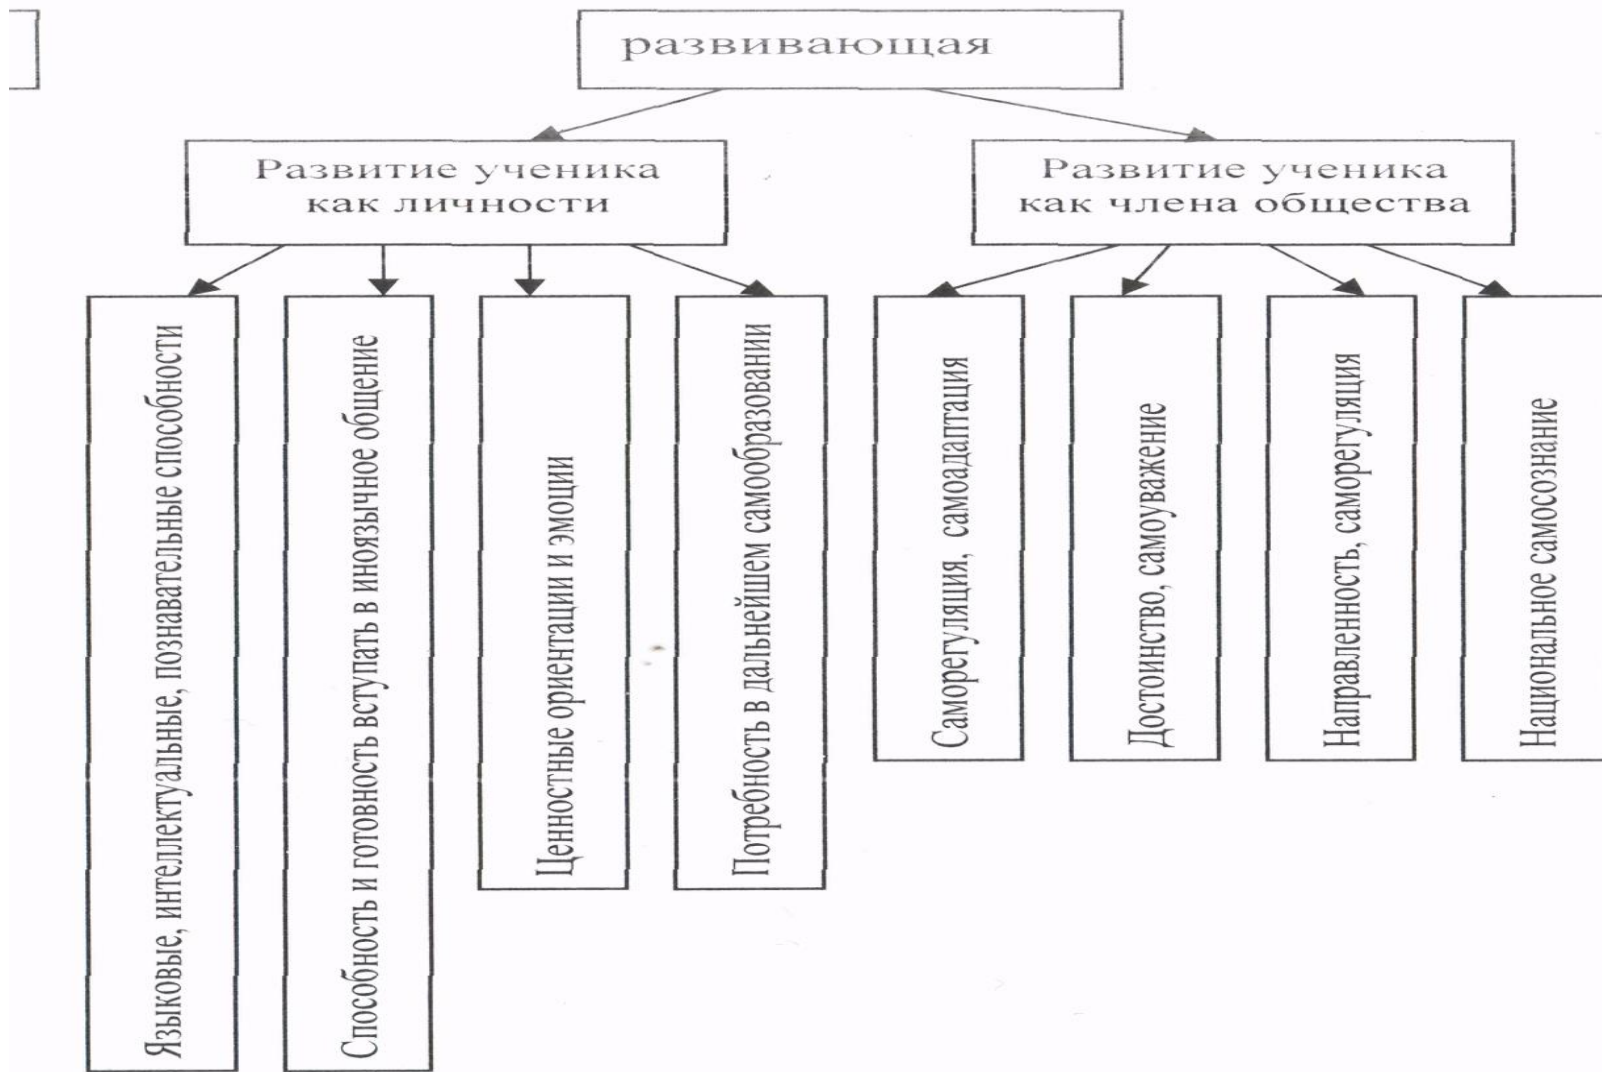 развивающая
Развитие ученика
как личности
Развитие ученика
как члена общества
Языковые, интеллектуальные, познавательные способности
Способность и готовность вступать в иноязычное общение
Ценностные ориентации и эмоции
Потребность в дальнейшем самообразовании
Саморегуляция, самоадаптация
Достоинство, самоуважение
Направленность, саморегуляция
Национальное самосознание